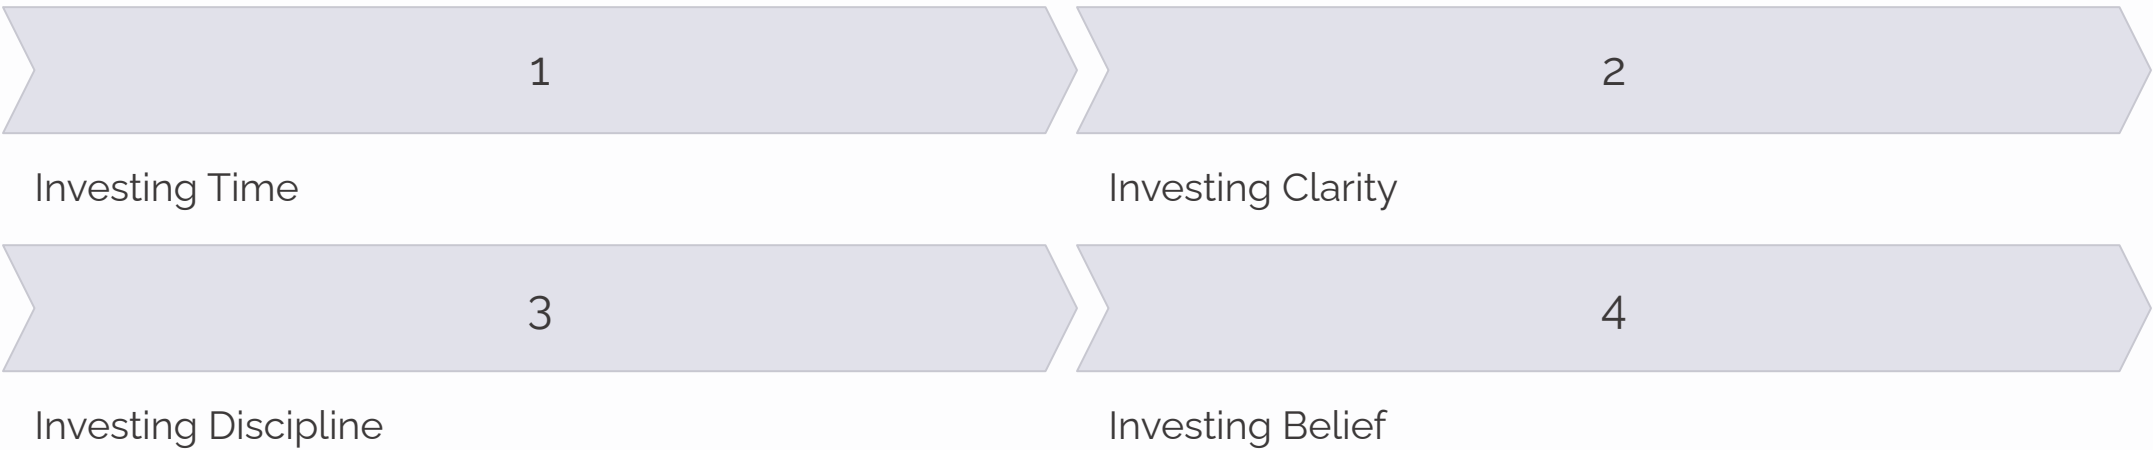 1
2
Investing Time
Investing Clarity
3
4
Investing Discipline
Investing Belief